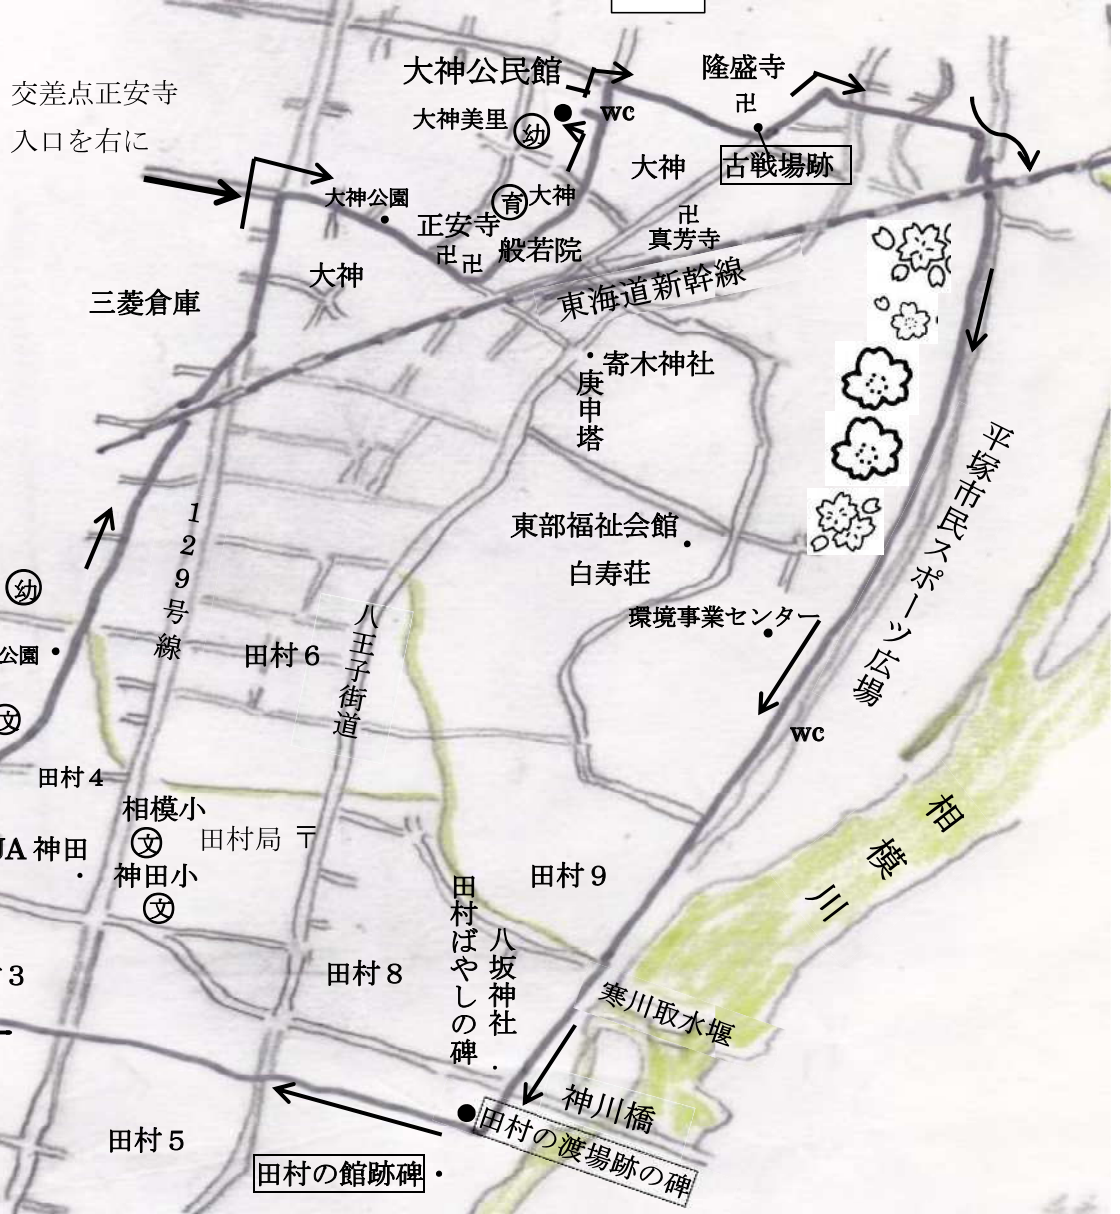 大神公民館
隆盛寺
卍
交差点正安寺
入口を右に
大神美里
幼
wc
大神
古戦場跡
大神公園
育
大神
正安寺
卍
卍
般若院
卍
真芳寺
大神
三菱倉庫
東海道新幹線
寄木神社
庚申塔
平塚市民スポーツ広場
129号線
東部福祉会館
白寿荘
幼
八王子街道
環境事業センター
公園
田村6
文
wc
田村4
相模小
文
田村局 〒
相模川
JA 神田
神田小
文
田村9
田村ばやしの碑
八坂神社
3
田村8
寒川取水堰
神川橋
田村の渡場跡の碑
田村5
田村の館跡碑